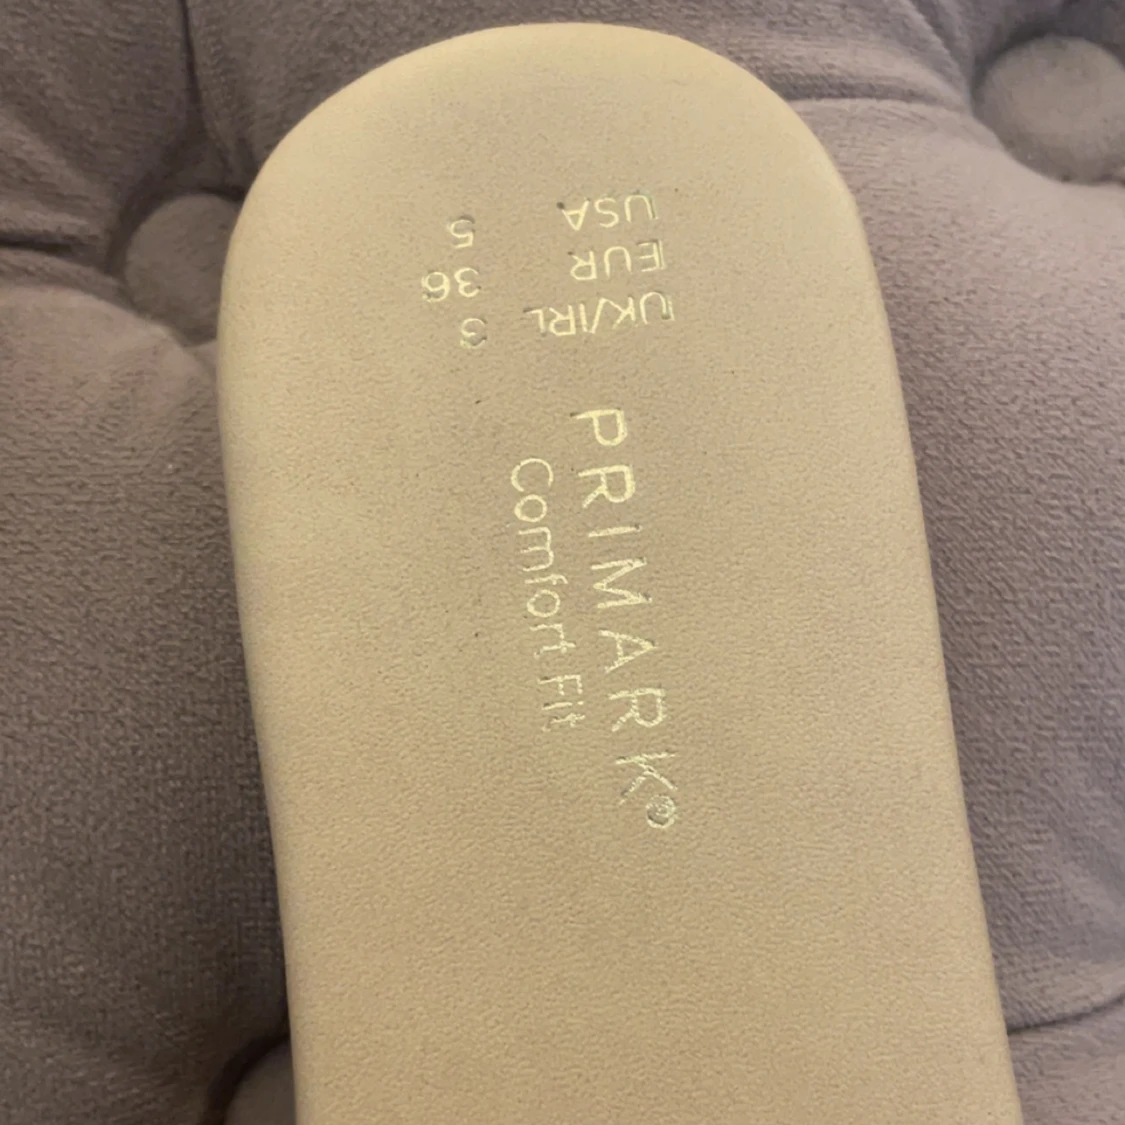 PRIMARK®
Comfort Fit
UK/IRL 3
EUR 36
USA 5